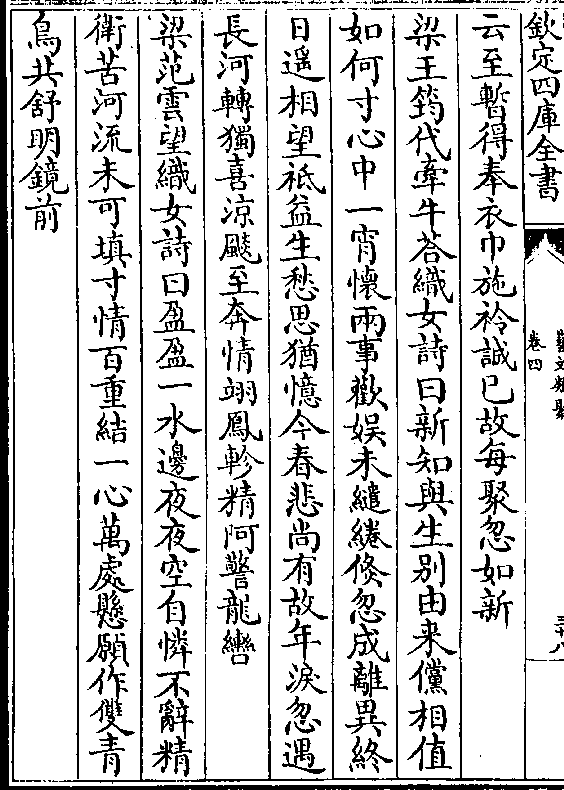 欽定四庫全書
藝文類聚
卷四
三十八
云至暫得奉衣巾施衿誠已故每聚忽如新
梁王筠代牽牛荅織女詩曰新知與生别由来儻相值
如何寸心中一宵懷兩事歡娱未繾綣倐忽成離異終
日遥相望祗益生愁思猶憶今春悲尚有故年淚忽遇
長河轉獨喜涼飈至奔情翊鳳軫精阿警龍轡
梁范雲望織女詩曰盈盈一水邊夜夜空自憐不辭精
衛苦河流未可填寸情百重結一心萬處懸願作雙青
鳥共舒明鏡前